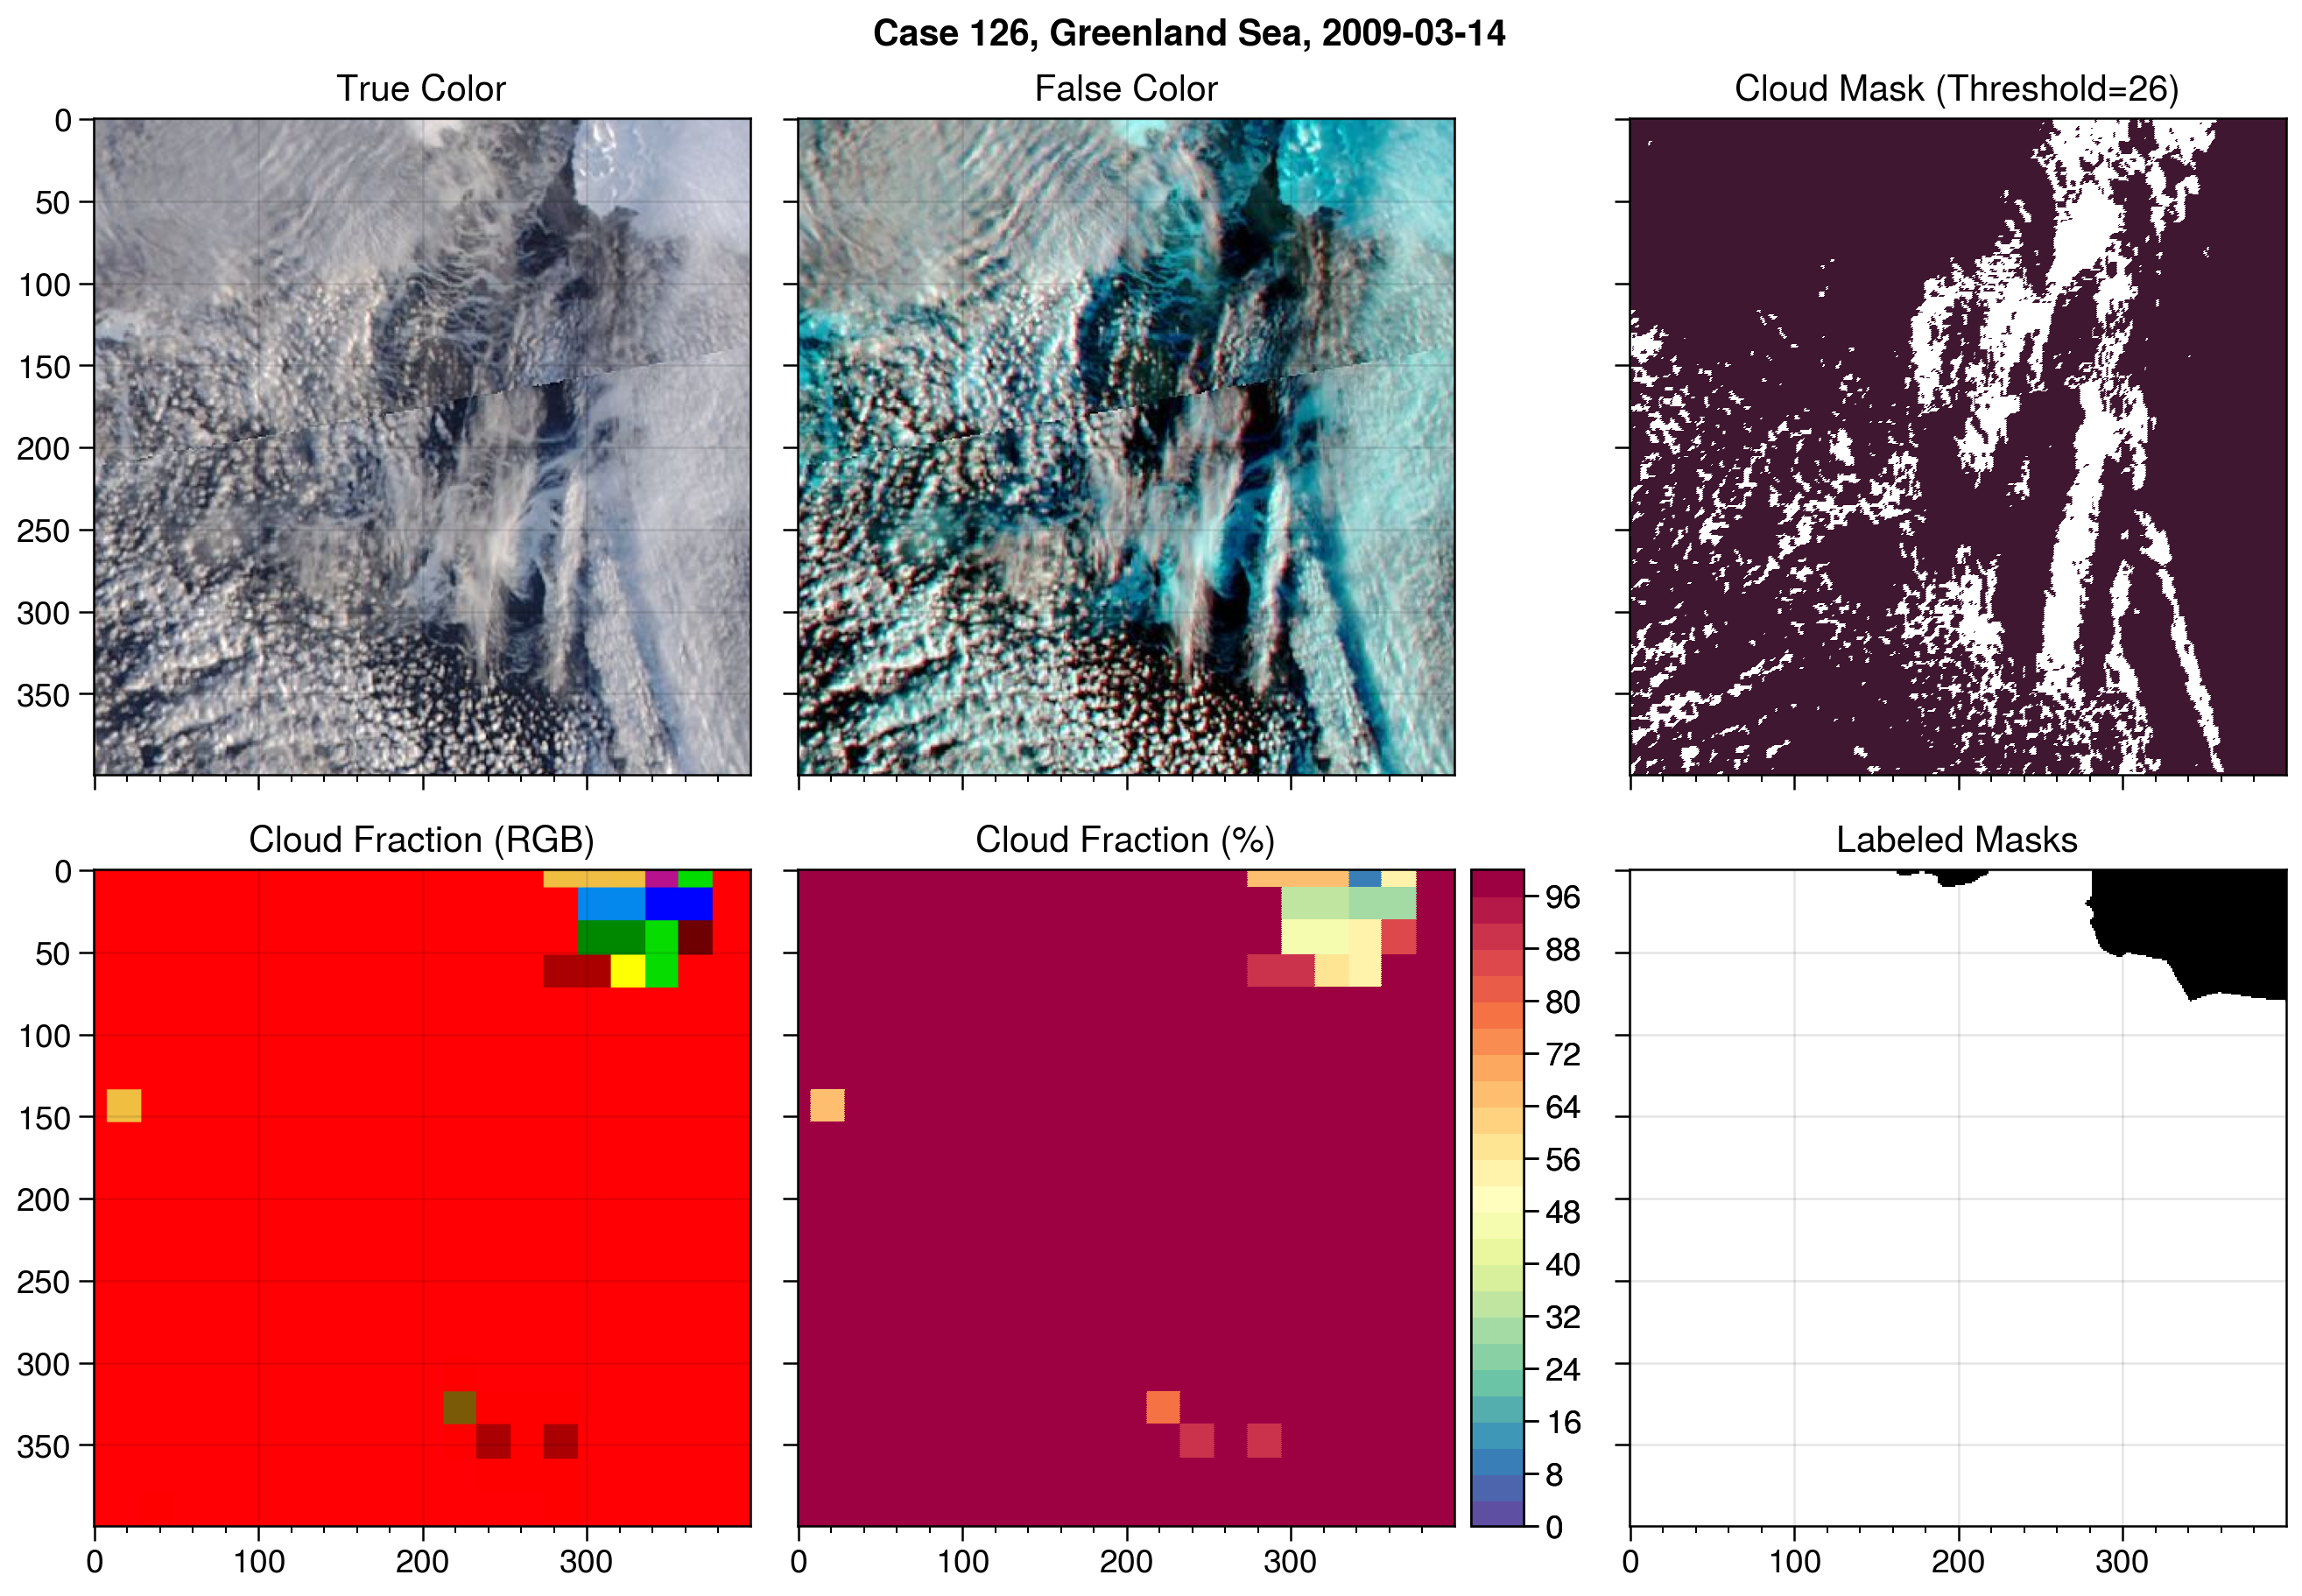 Case 126, Greenland Sea, 2009-03-14
True Color
False Color
Cloud Mask (Threshold=26)
0
50
100
150
200
250
300
350
Cloud Fraction (RGB)
Cloud Fraction (%)
Labeled Masks
0
50
100
150
200
250
300
350
96
88
80
72
64
56
48
40
32
24
16
8
0
0 100 200 300
0 100 200 300
0 100 200 300